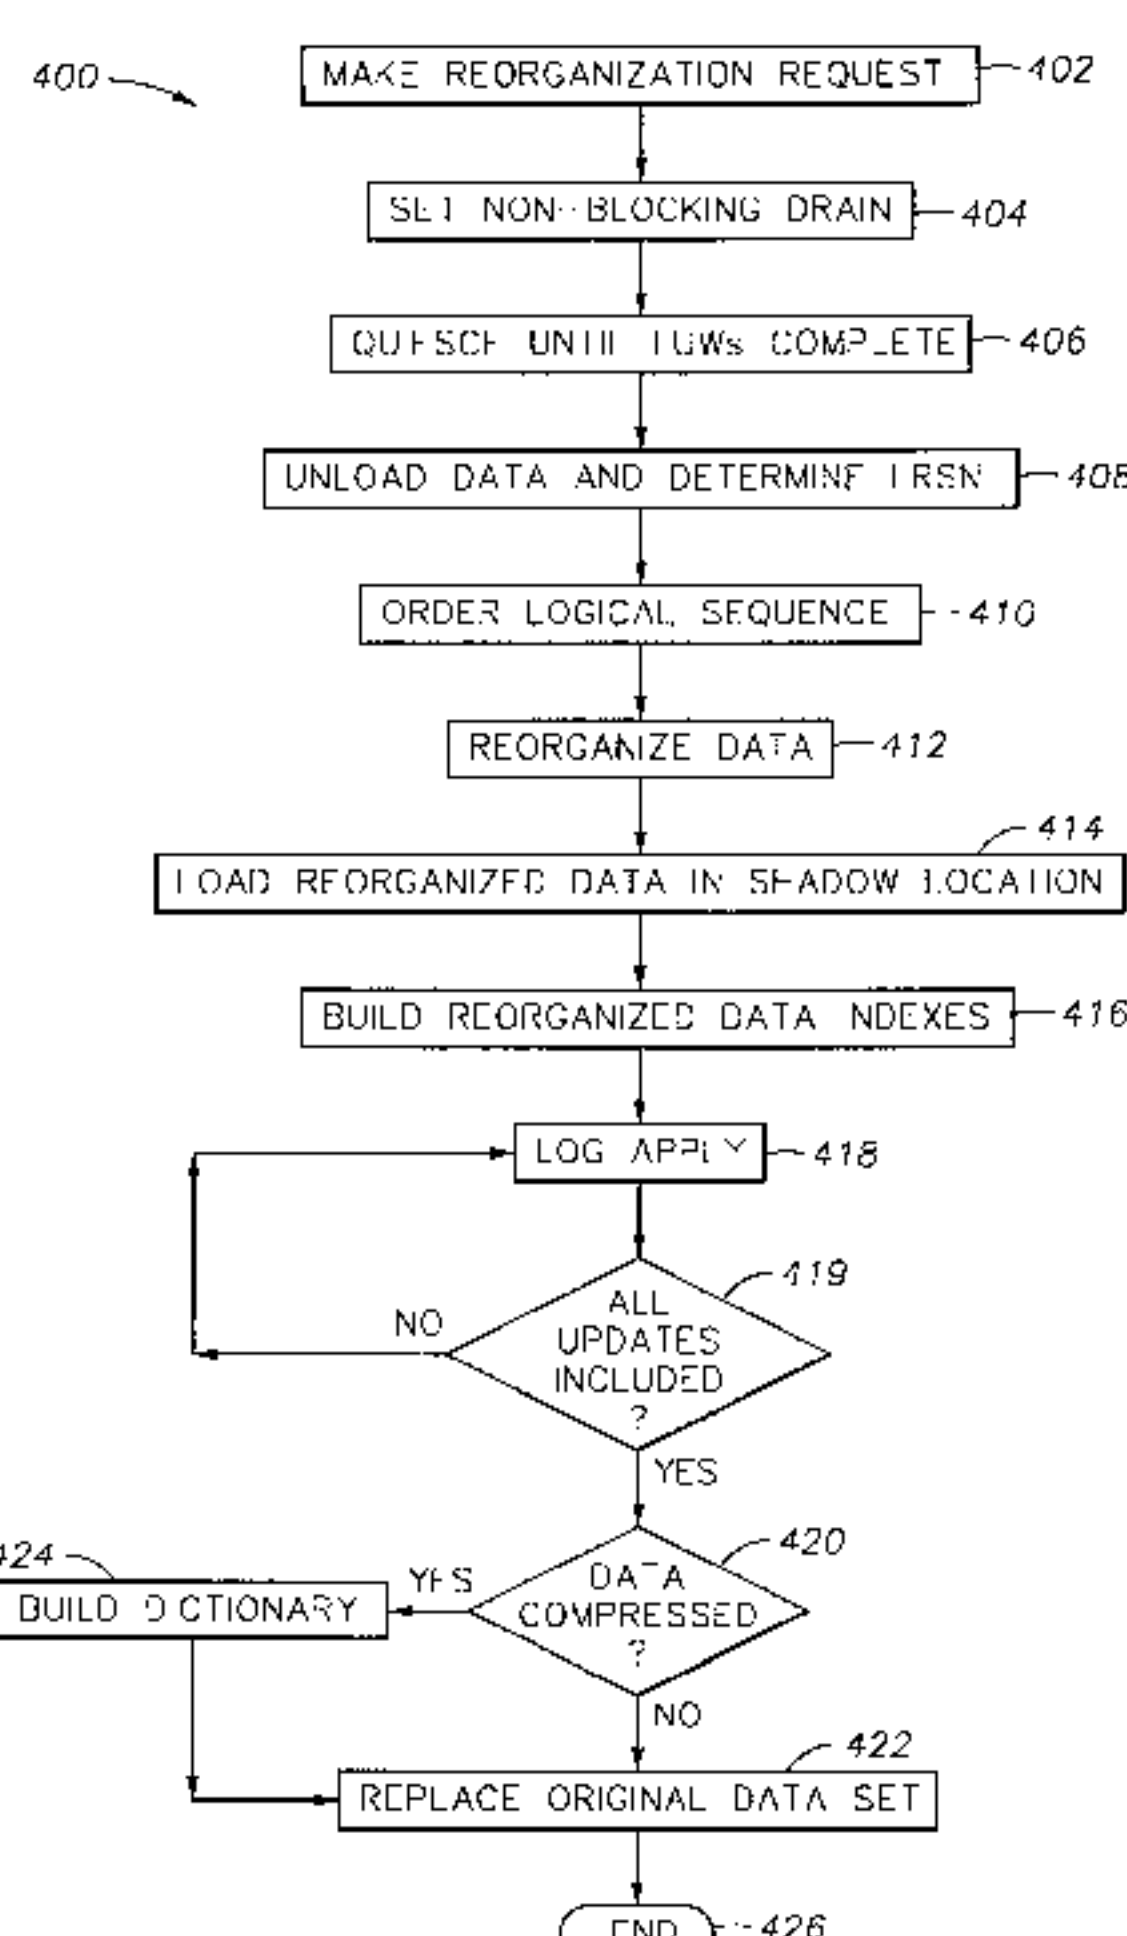 400
MAKE REORGANIZATION REQUEST
402
SET NON-BLOCKING DRAIN
404
QUIESCE UNTIL LUWs COMPLETE
406
UNLOAD DATA AND DETERMINE LRSN
408
ORDER LOGICAL SEQUENCE
410
REORGANIZE DATA
412
414
LOAD REORGANIZED DATA IN SHADOW LOCATION
BUILD REORGANIZED DATA INDEXES
416
LOG APPLY
418
419
ALL
UPDATES
INCLUDED
?
NO
YES
420
DATA
COMPRESSED
?
YES
424
BUILD DICTIONARY
NO
422
REPLACE ORIGINAL DATA SET
END
426